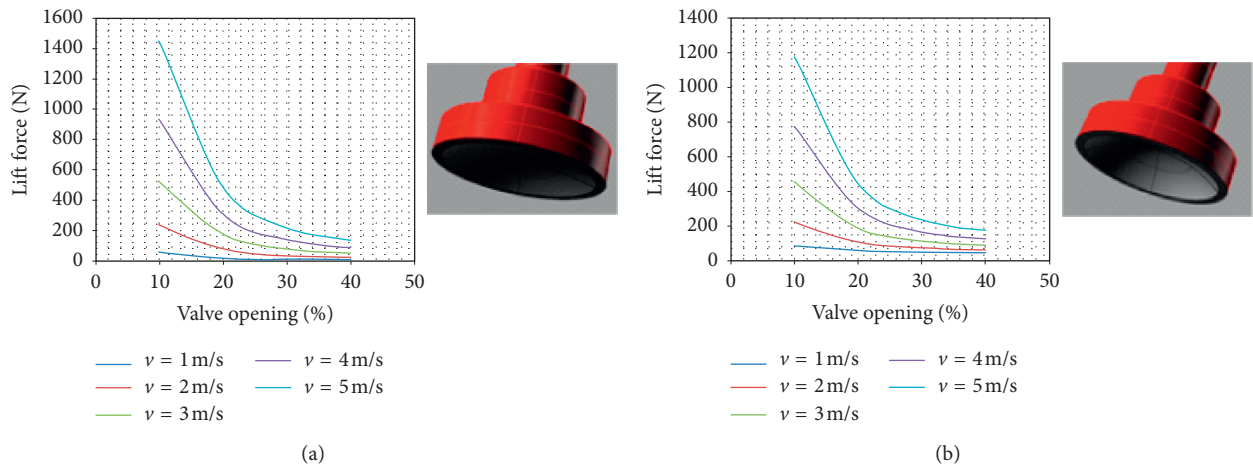 1600
1400
1200
1000
800
600
400
200
0
Lift force (N)
0 10 20 30 40 50
Valve opening (%)
v = 1 m/s
v = 2 m/s
v = 3 m/s
v = 4 m/s
v = 5 m/s
(a)
1400
1200
1000
800
600
400
200
0
Lift force (N)
0 10 20 30 40 50
Valve opening (%)
v = 1 m/s
v = 2 m/s
v = 3 m/s
v = 4 m/s
v = 5 m/s
(b)